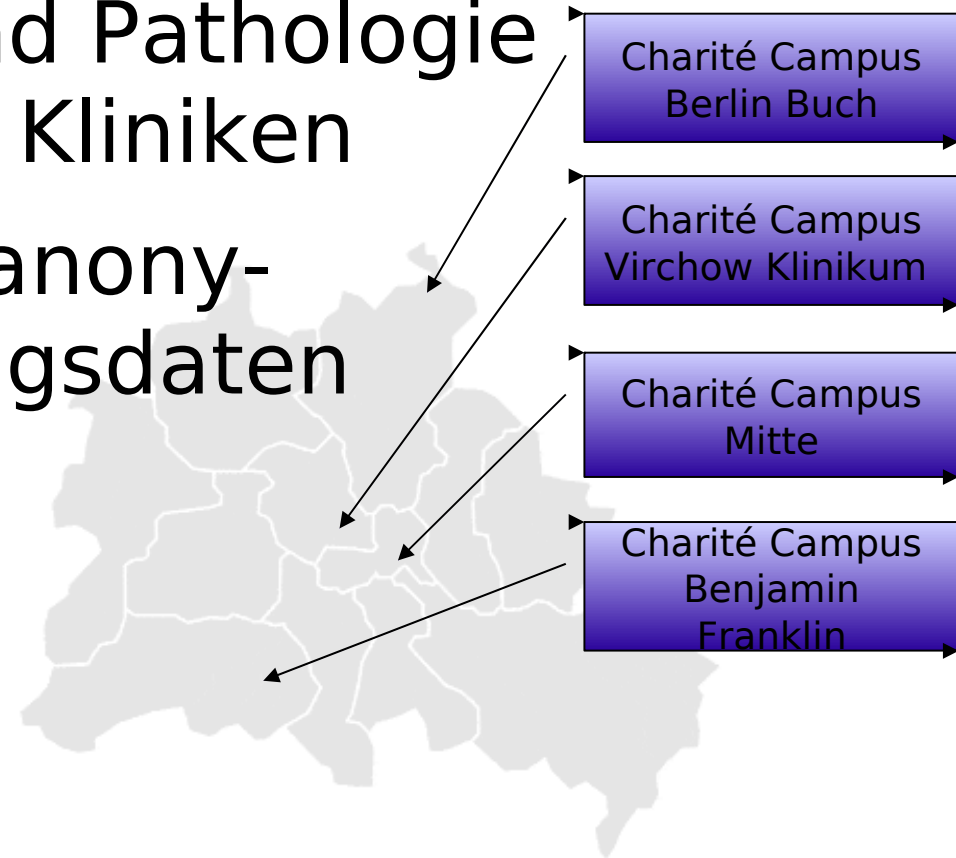 d Pathologie
Kliniken
anony-
gsdaten
Charité Campus
Berlin Buch
Charité Campus
Virchow Klinikum
Charité Campus
Mitte
Charité Campus
Benjamin
Franklin